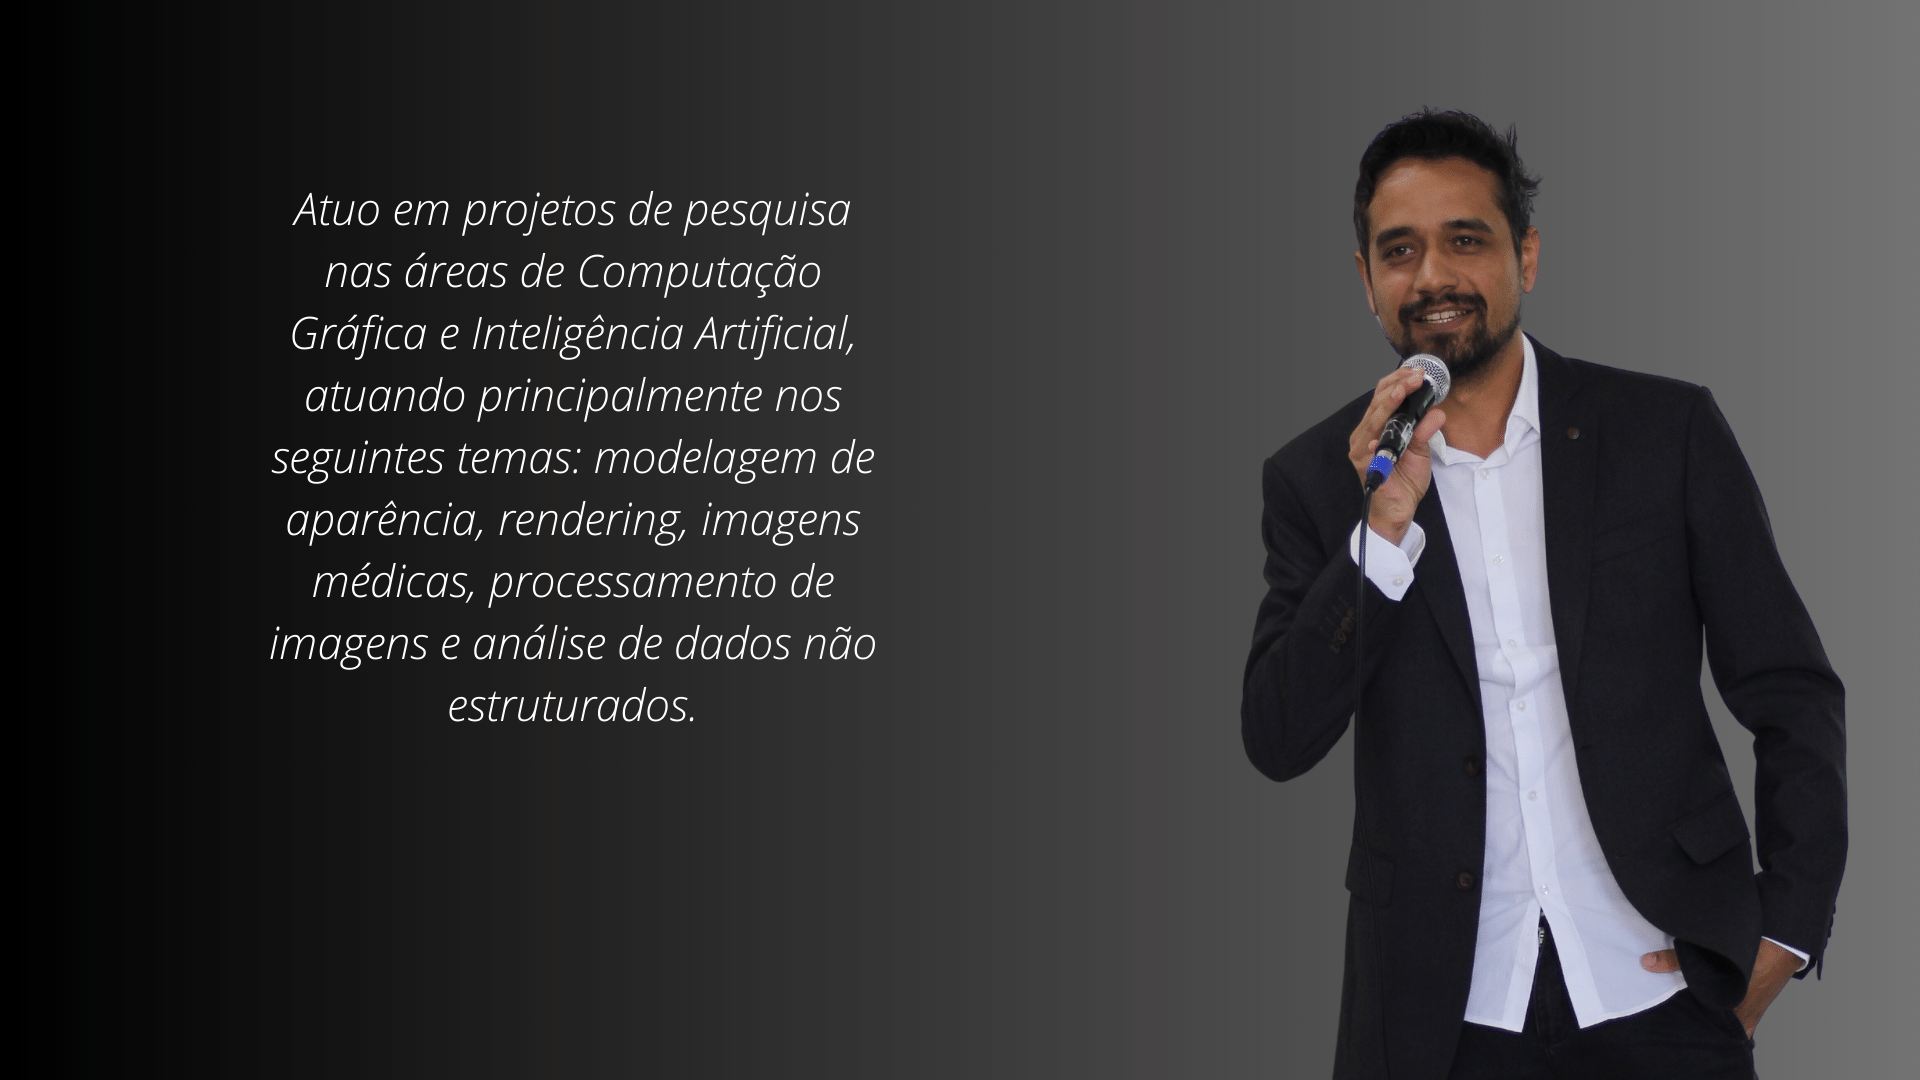 Atuo em projetos de pesquisa
nas áreas de Computação
Gráfica e Inteligência Artificial,
atuando principalmente nos
seguintes temas: modelagem de
aparência, rendering, imagens
médicas, processamento de
imagens e análise de dados não
estruturados.